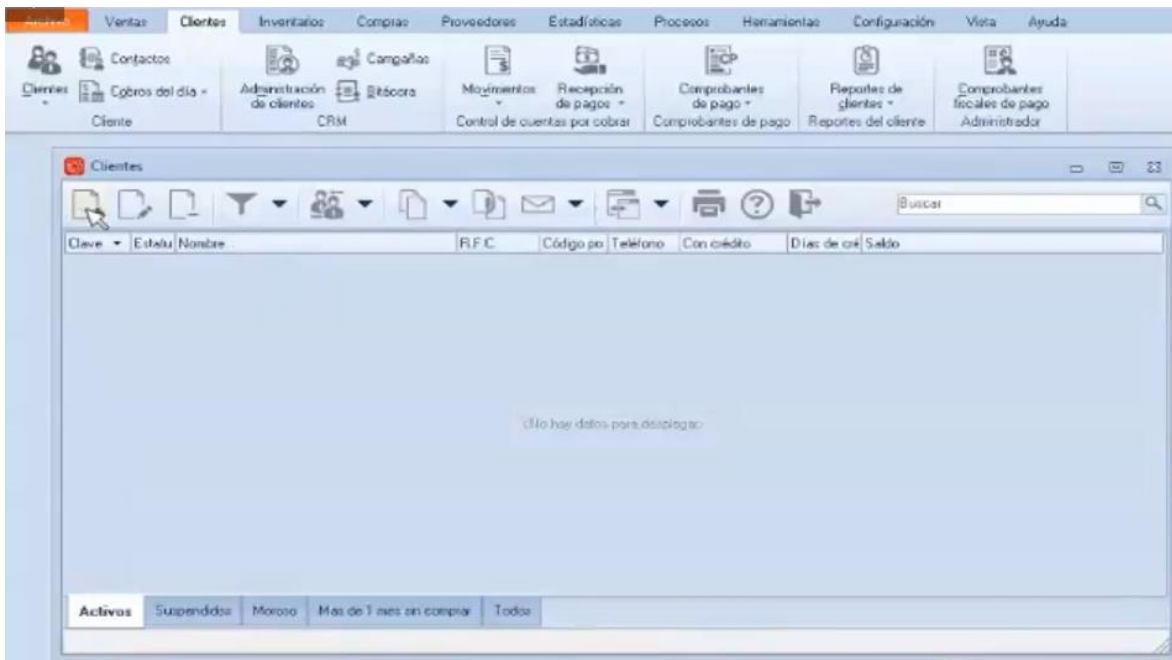 Archivo Ventas Clientes Inventarios Compras Proveedores Estadísticas Procesos Herramientas Configuración Vista Ayuda
Clientes
Contactos
Cobros del día
Cliente
Administración de clientes
Campañas
Bitácora
CRM
Movimientos
Recepción de pagos
Control de cuentas por cobrar
Comprobantes de pago
Comprobantes de pago
Reportes de clientes
Reportes del cliente
Comprobantes fiscales de pago
Administrador
Clientes
Buscar
Clave Estatu Nombre R.F.C. Código po Teléfono Con crédito Días de cré Saldo
<No hay datos para desplegar>
Activos Suspendidos Moroso Más de 1 mes sin comprar Todos